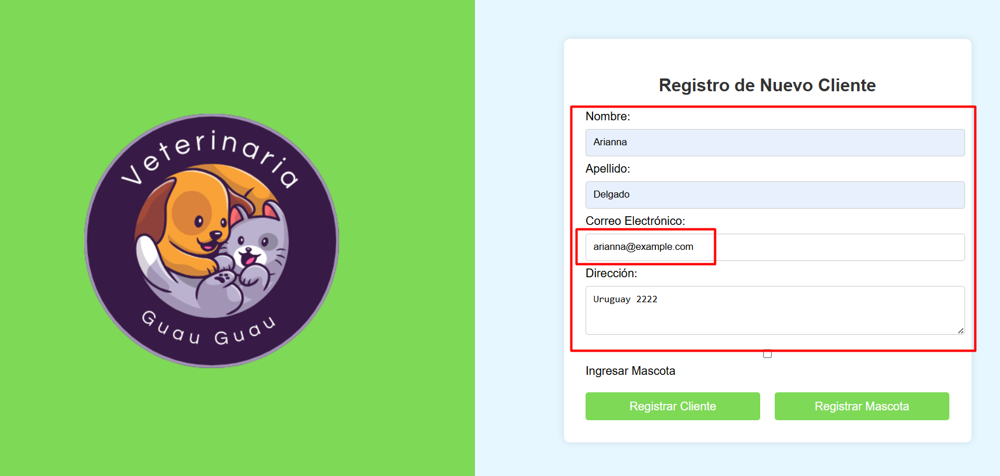 Veterinaria
Guau Guau
Registro de Nuevo Cliente
Nombre:
Arianna
Apellido:
Delgado
Correo Electrónico:
arianna@example.com
Dirección:
Uruguay 2222
Ingresar Mascota
Registrar Cliente
Registrar Mascota